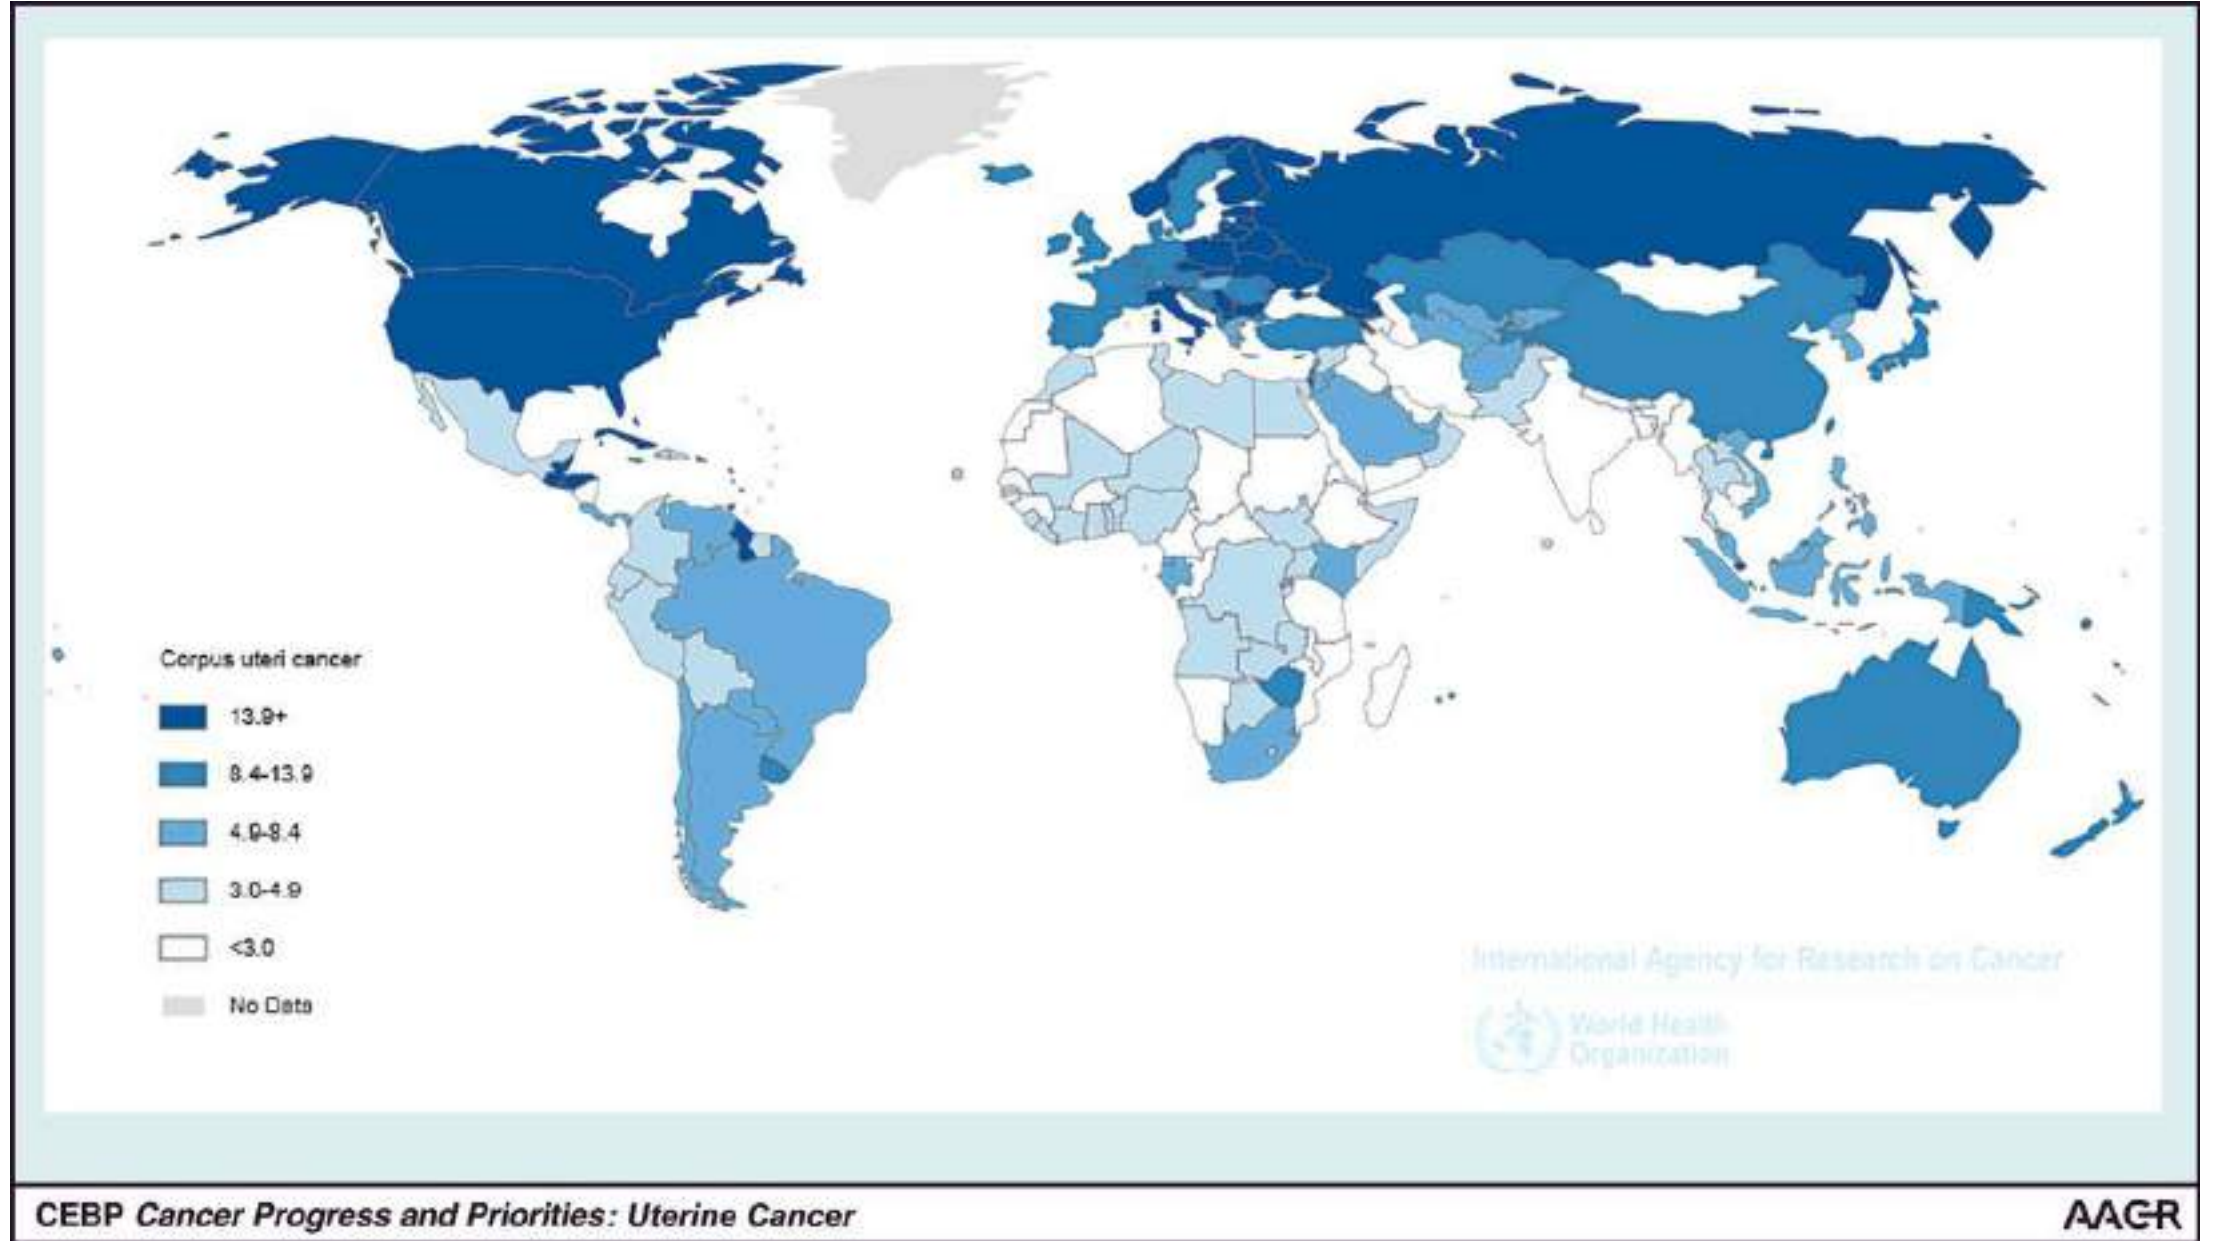 Corpus uteri cancer
13.9+
8.4-13.9
4.9-8.4
3.0-4.9
<3.0
No Data
International Agency for Research on Cancer
World Health
Organization
CEBP Cancer Progress and Priorities: Uterine Cancer
AACR